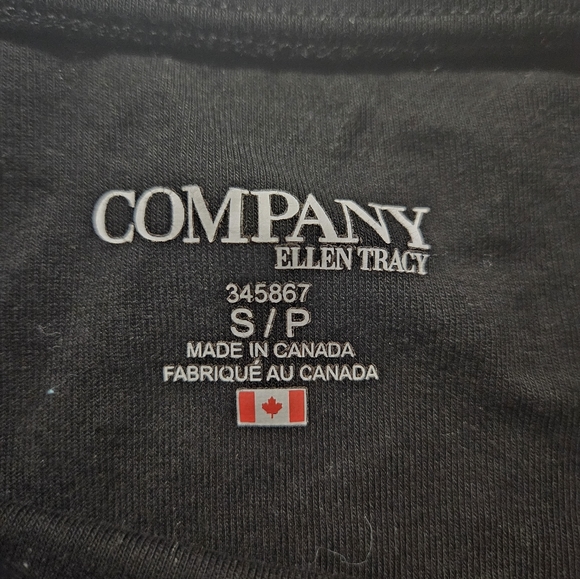 COMPANY
ELLEN TRACY
345867
S / P
MADE IN CANADA
FABRIQUÉ AU CANADA